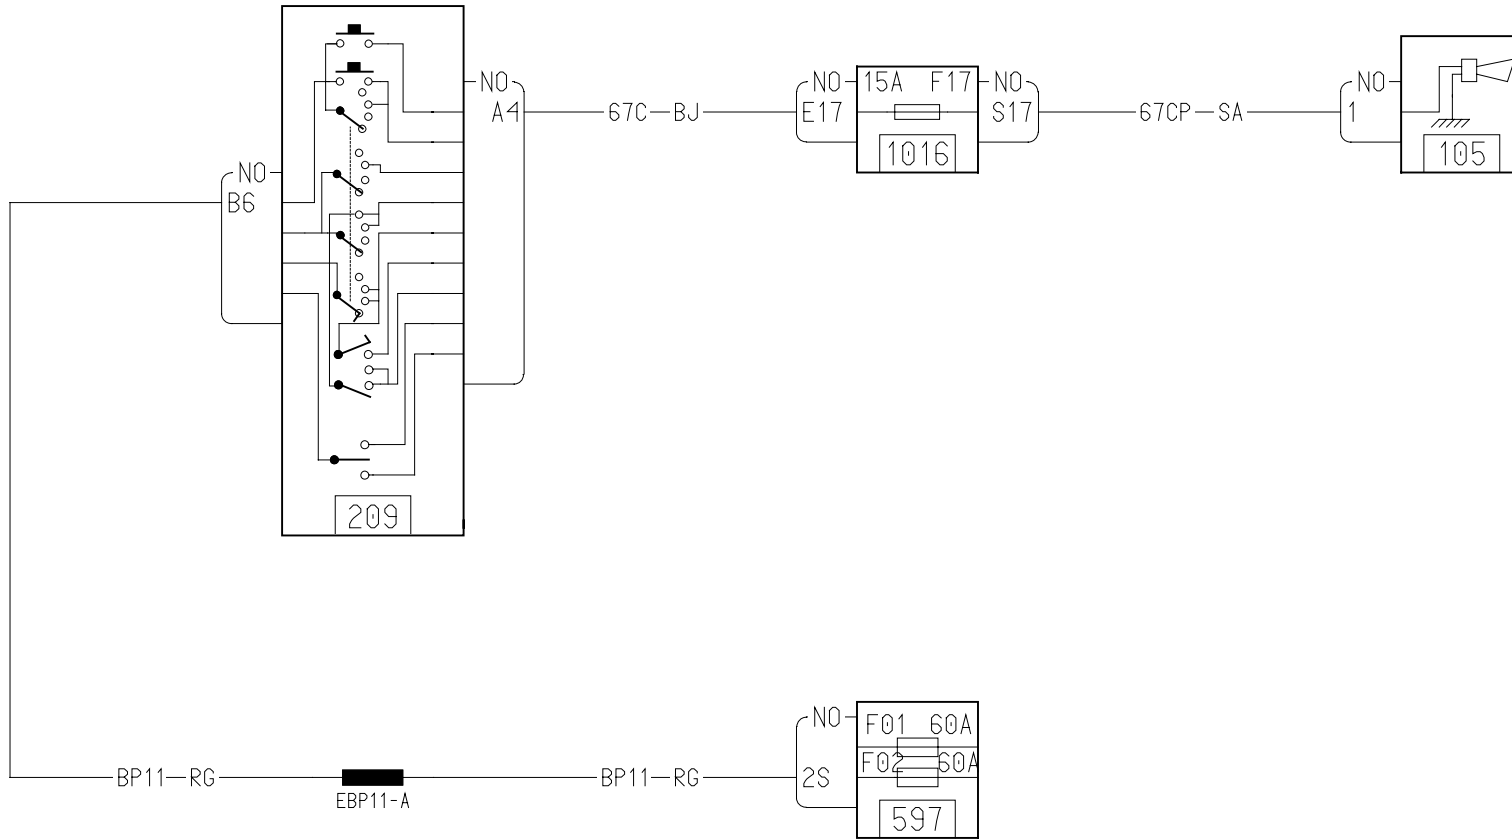 NO
A4
67C BJ
NO
E17
15A F17
1016
NO
S17
67CP SA
NO
1
105
NO
B6
209
BP11 RG
EBP11-A
BP11 RG
NO
2S
F01 60A
F02 60A
597